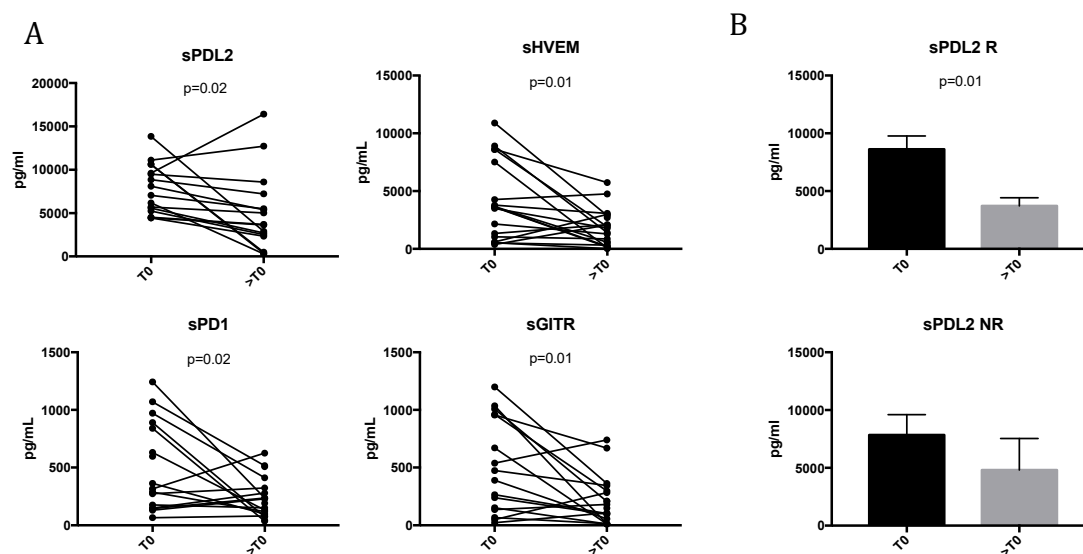 A
B
sPDL2
p=0.02
pg/ml
20000
15000
10000
5000
0
T0
>T0
sHVEM
p=0.01
pg/mL
15000
10000
5000
0
T0
>T0
sPDL2 R
p=0.01
pg/ml
15000
10000
5000
0
T0
>T0
sPD1
p=0.02
pg/mL
1500
1000
500
0
T0
>T0
sGITR
p=0.01
pg/mL
1500
1000
500
0
T0
>T0
sPDL2 NR
pg/ml
15000
10000
5000
0
T0
>T0